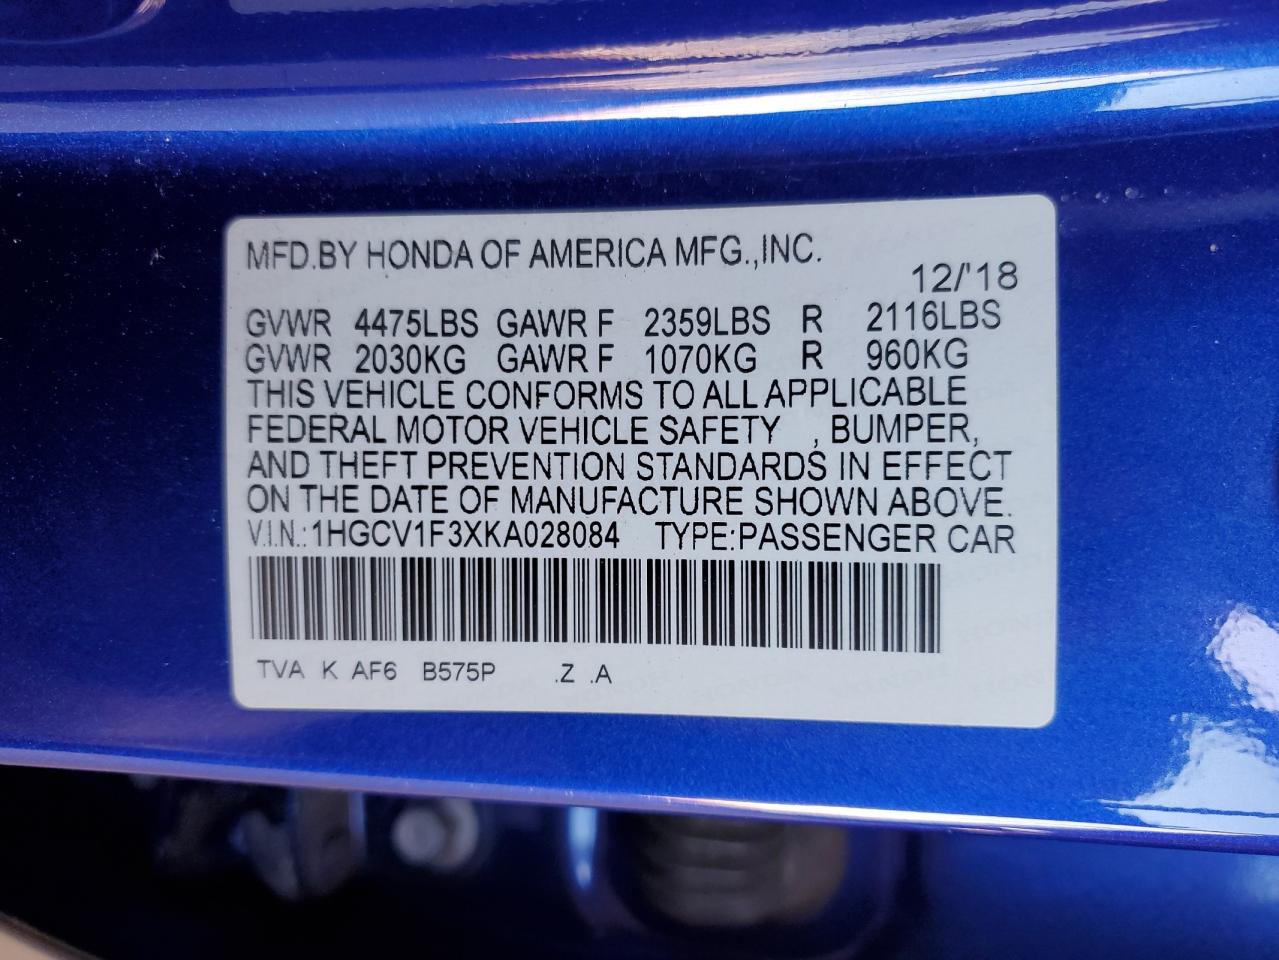 MFD.BY HONDA OF AMERICA MFG.,INC.
12/'18
GVWR 4475LBS GAWR F 2359LBS R 2116LBS
GVWR 2030KG GAWR F 1070KG R 960KG
THIS VEHICLE CONFORMS TO ALL APPLICABLE
FEDERAL MOTOR VEHICLE SAFETY , BUMPER,
AND THEFT PREVENTION STANDARDS IN EFFECT
ON THE DATE OF MANUFACTURE SHOWN ABOVE.
V.I.N.:1HGCV1F3XKA028084 TYPE:PASSENGER CAR
TVA K AF6 B575P .Z .A